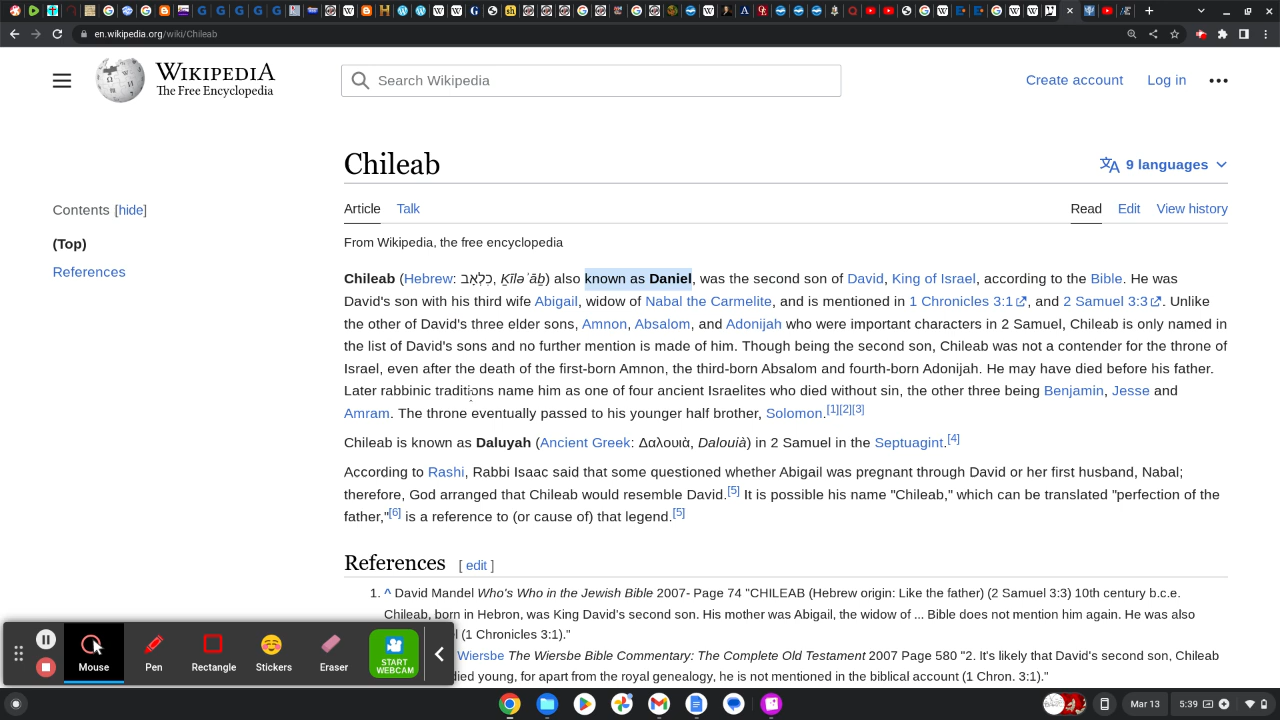 en.wikipedia.org/wiki/Chileab
WIKIPEDIA
The Free Encyclopedia
Search Wikipedia
Create account
Log in
Chileab
9 languages
Contents [hide]
Article
Talk
Read
Edit
View history
(Top)
From Wikipedia, the free encyclopedia
References
Chileab (Hebrew: כִלְאָב, Ḵīləʾāḇ) also known as Daniel, was the second son of David, King of Israel, according to the Bible. He was
David's son with his third wife Abigail, widow of Nabal the Carmelite, and is mentioned in 1 Chronicles 3:1, and 2 Samuel 3:3. Unlike
the other of David's three elder sons, Amnon, Absalom, and Adonijah who were important characters in 2 Samuel, Chileab is only named in
the list of David's sons and no further mention is made of him. Though being the second son, Chileab was not a contender for the throne of
Israel, even after the death of the first-born Amnon, the third-born Absalom and fourth-born Adonijah. He may have died before his father.
Later rabbinic traditions name him as one of four ancient Israelites who died without sin, the other three being Benjamin, Jesse and
Amram. The throne eventually passed to his younger half brother, Solomon.[1][2][3]
Chileab is known as Daluyah (Ancient Greek: Δαλουιὰ, Dalouià) in 2 Samuel in the Septuagint.[4]
According to Rashi, Rabbi Isaac said that some questioned whether Abigail was pregnant through David or her first husband, Nabal;
therefore, God arranged that Chileab would resemble David.[5] It is possible his name "Chileab," which can be translated "perfection of the
father,"[6] is a reference to (or cause of) that legend.[5]
References [ edit ]
1. ^ David Mandel Who's Who in the Jewish Bible 2007- Page 74 "CHILEAB (Hebrew origin: Like the father) (2 Samuel 3:3) 10th century b.c.e.
Chileab, born in Hebron, was King David's second son. His mother was Abigail, the widow of ... Bible does not mention him again. He was also
(1 Chronicles 3:1)."
Wiersbe The Wiersbe Bible Commentary: The Complete Old Testament 2007 Page 580 "2. It's likely that David's second son, Chileab
died young, for apart from the royal genealogy, he is not mentioned in the biblical account (1 Chron. 3:1)."
Mouse
Pen
Rectangle
Stickers
Eraser
START
WEBCAM
Mar 13
5:39